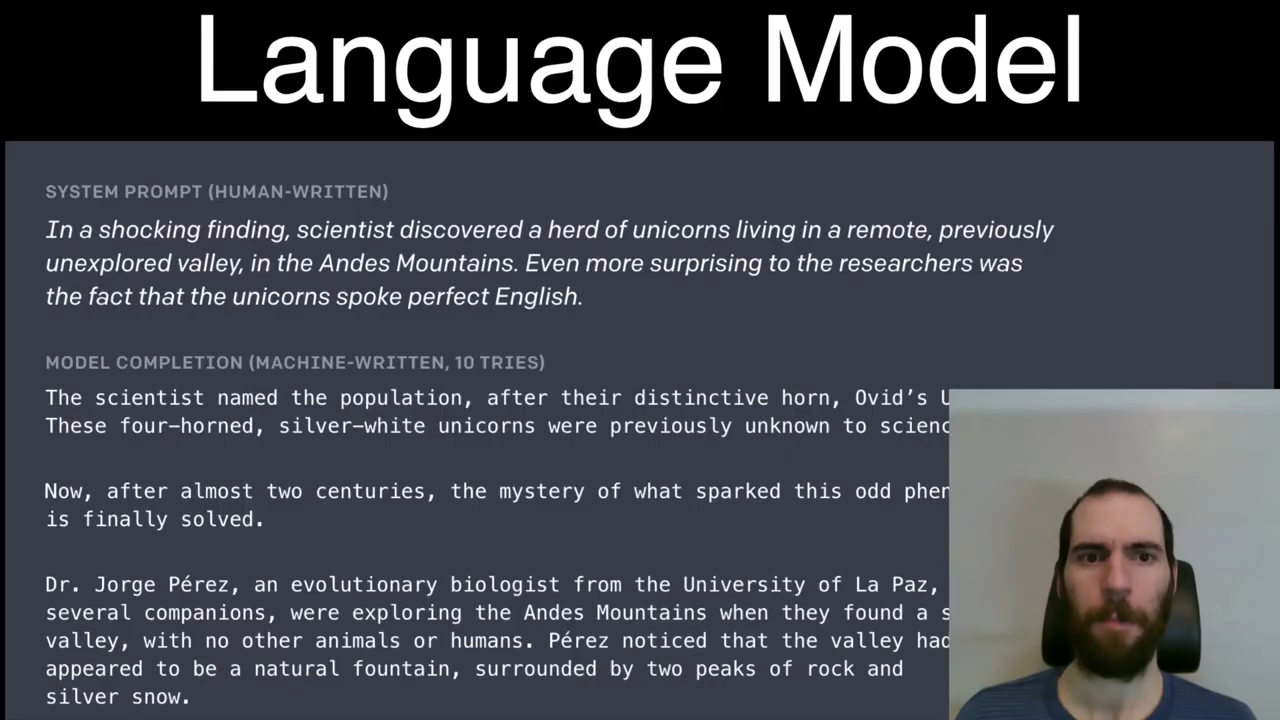 Language Model
SYSTEM PROMPT (HUMAN-WRITTEN)
In a shocking finding, scientist discovered a herd of unicorns living in a remote, previously
unexplored valley, in the Andes Mountains. Even more surprising to the researchers was
the fact that the unicorns spoke perfect English.
MODEL COMPLETION (MACHINE-WRITTEN, 10 TRIES)
The scientist named the population, after their distinctive horn, Ovid’s
These four-horned, silver-white unicorns were previously unknown to
Now, after almost two centuries, the mystery of what sparked this odd
is finally solved.
Dr. Jorge Pérez, an evolutionary biologist from the University of La Paz,
several companions, were exploring the Andes Mountains when they found a
valley, with no other animals or humans. Pérez noticed that the valley had
appeared to be a natural fountain, surrounded by two peaks of rock and
silver snow.